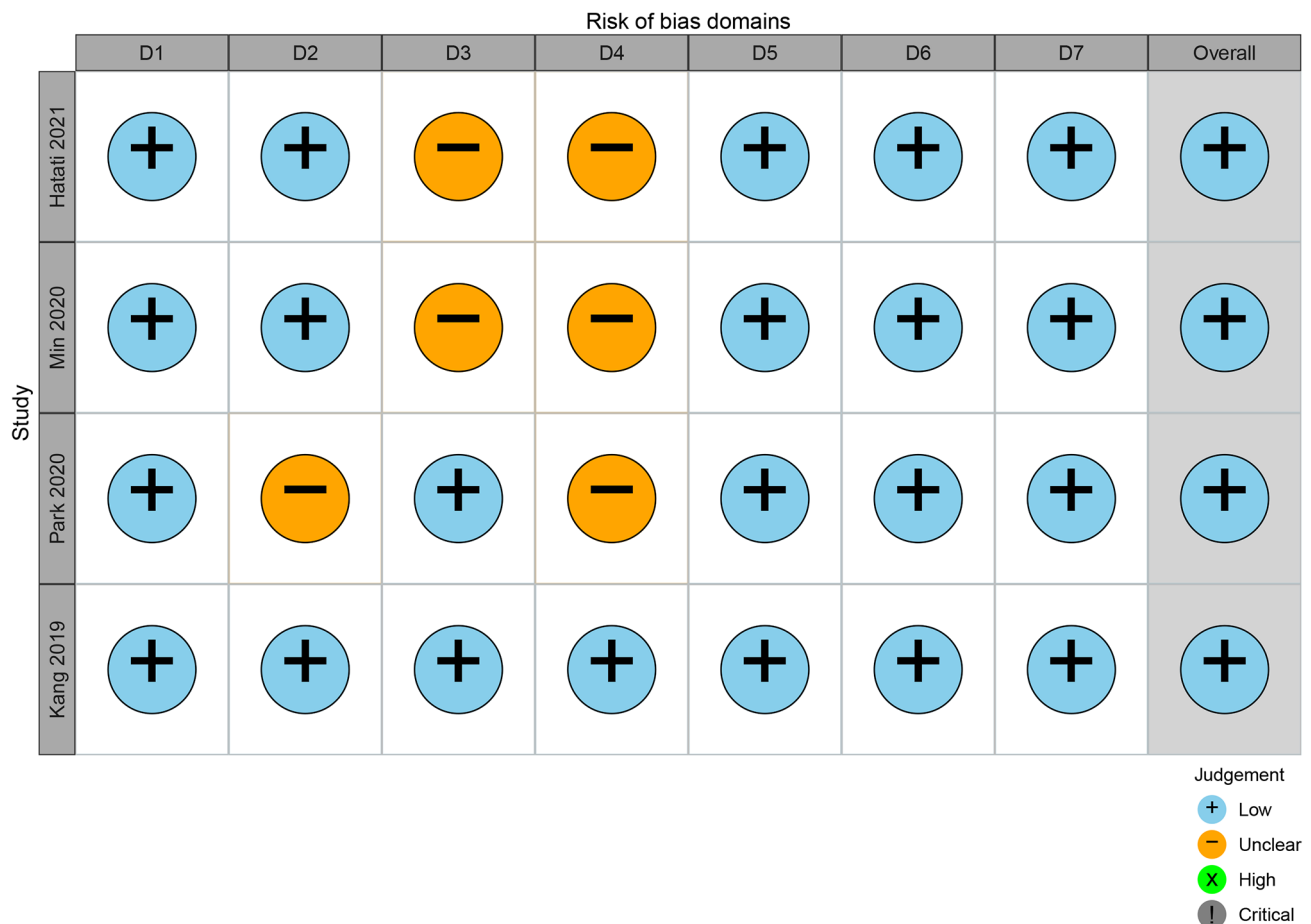 Risk of bias domains
D1 D2 D3 D4 D5 D6 D7 Overall
Study
Hatati 2021
+ + − − + + + +
Min 2020
+ + − − + + + +
Park 2020
+ − + − + + + +
Kang 2019
+ + + + + + + +
Judgement
+ Low
− Unclear
X High
! Critical